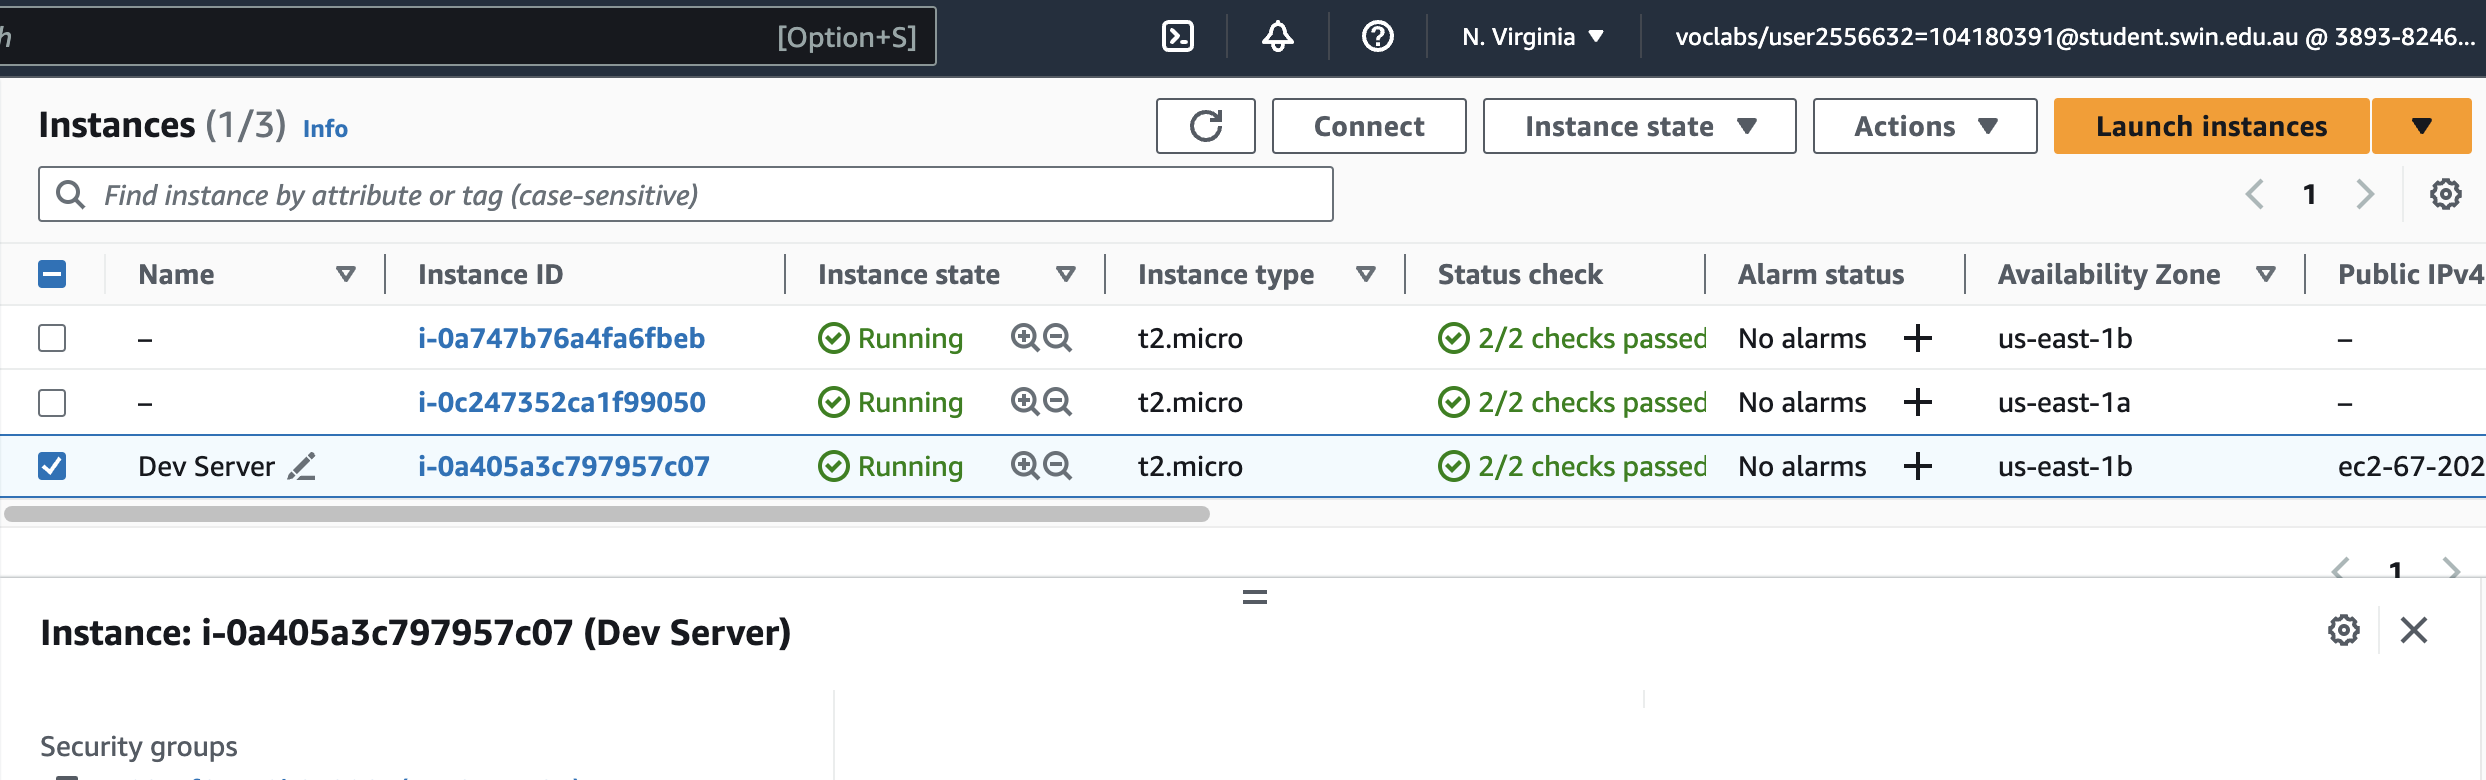 h [Option+S] N. Virginia voclabs/user2556632=104180391@student.swin.edu.au @ 3893-8246...
Instances (1/3) Info Connect Instance state Actions Launch instances
Find instance by attribute or tag (case-sensitive) 1
Name Instance ID Instance state Instance type Status check Alarm status Availability Zone Public IPv4
– i-0a747b76a4fa6fbeb Running t2.micro 2/2 checks passed No alarms + us-east-1b –
– i-0c247352ca1f99050 Running t2.micro 2/2 checks passed No alarms + us-east-1a –
Dev Server i-0a405a3c797957c07 Running t2.micro 2/2 checks passed No alarms + us-east-1b ec2-67-202
1
Instance: i-0a405a3c797957c07 (Dev Server)
Security groups